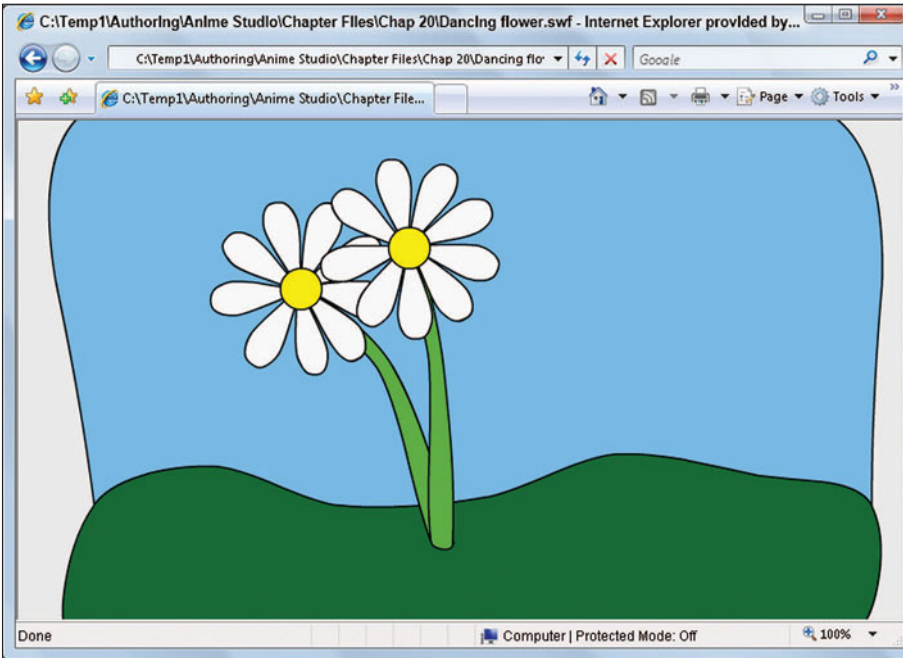 C:\Temp1\Authoring\Anime Studio\Chapter Files\Chap 20\Dancing flower.swf - Internet Explorer provided by...
C:\Temp1\Authoring\Anime Studio\Chapter Files\Chap 20\Dancing flo
Google
C:\Temp1\Authoring\Anime Studio\Chapter File...
Page
Tools
Done
Computer | Protected Mode: Off
100%